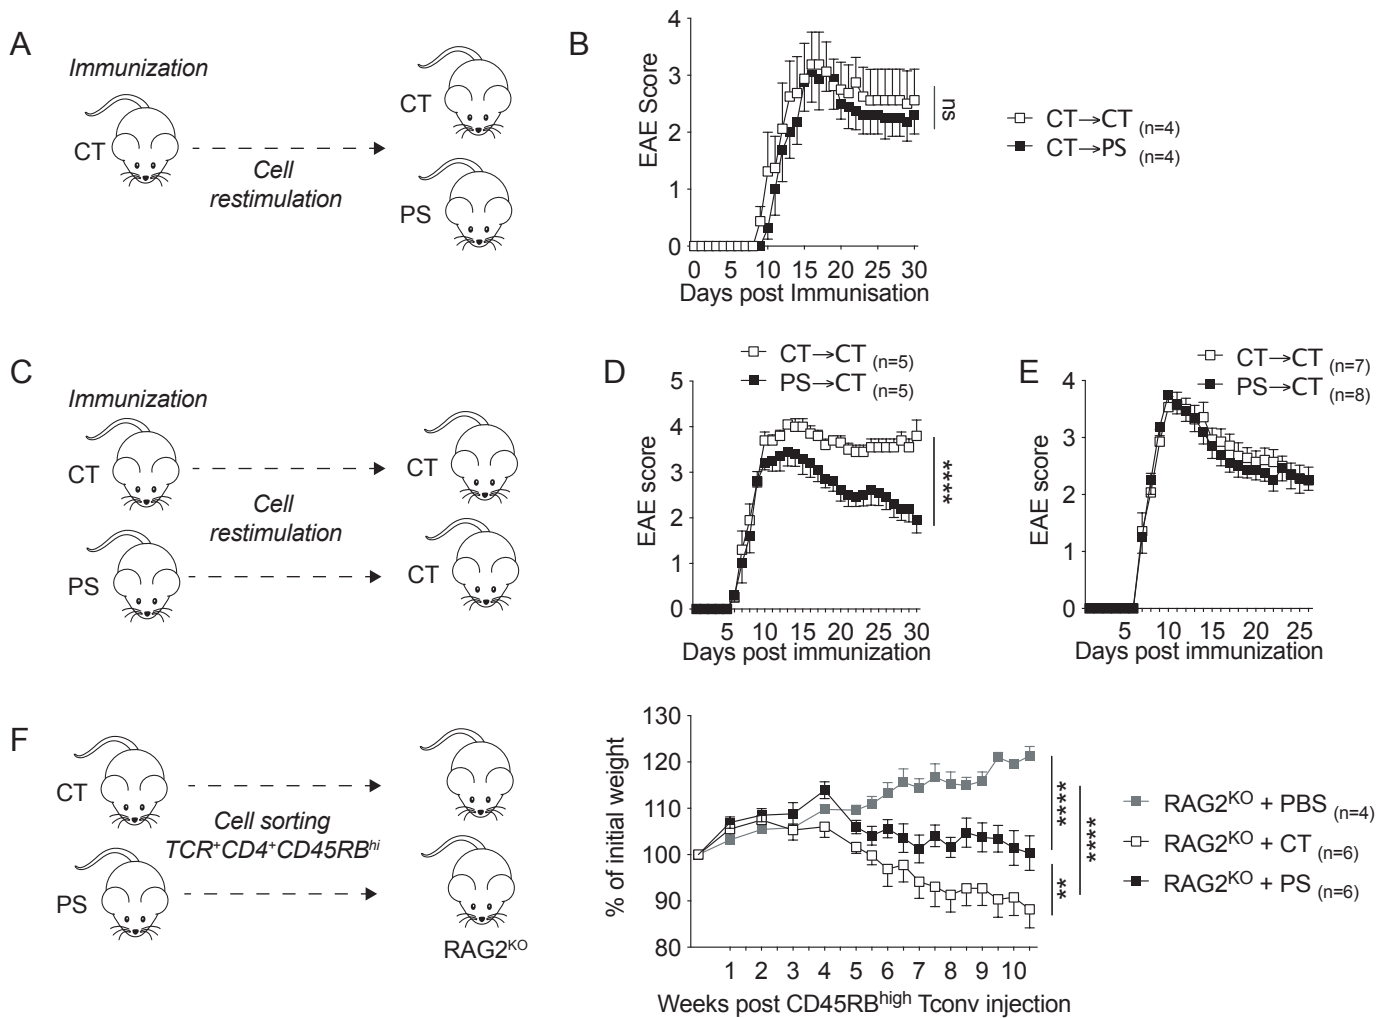 A
Immunization
CT
Cell
restimulation
CT
PS
B
4
3
2
1
0
EAE Score
0 5 10 15 20 25 30
Days post Immunisation
ns
CT→CT (n=4)
CT→PS (n=4)
C
Immunization
CT
PS
Cell
restimulation
CT
CT
D
CT→CT (n=5)
PS→CT (n=5)
5
4
3
2
1
0
EAE score
5 10 15 20 25 30
Days post immunization
****
E
CT→CT (n=7)
PS→CT (n=8)
4
3
2
1
0
EAE score
5 10 15 20 25
Days post immunization
F
CT
PS
Cell sorting
TCR⁺CD4⁺CD45RBʰⁱ
RAG2ᴷᴼ
130
120
110
100
90
80
% of initial weight
1 2 3 4 5 6 7 8 9 10
Weeks post CD45RBʰⁱᵍʰ Tconv injection
****
**
****
RAG2ᴷᴼ + PBS (n=4)
RAG2ᴷᴼ + CT (n=6)
RAG2ᴷᴼ + PS (n=6)